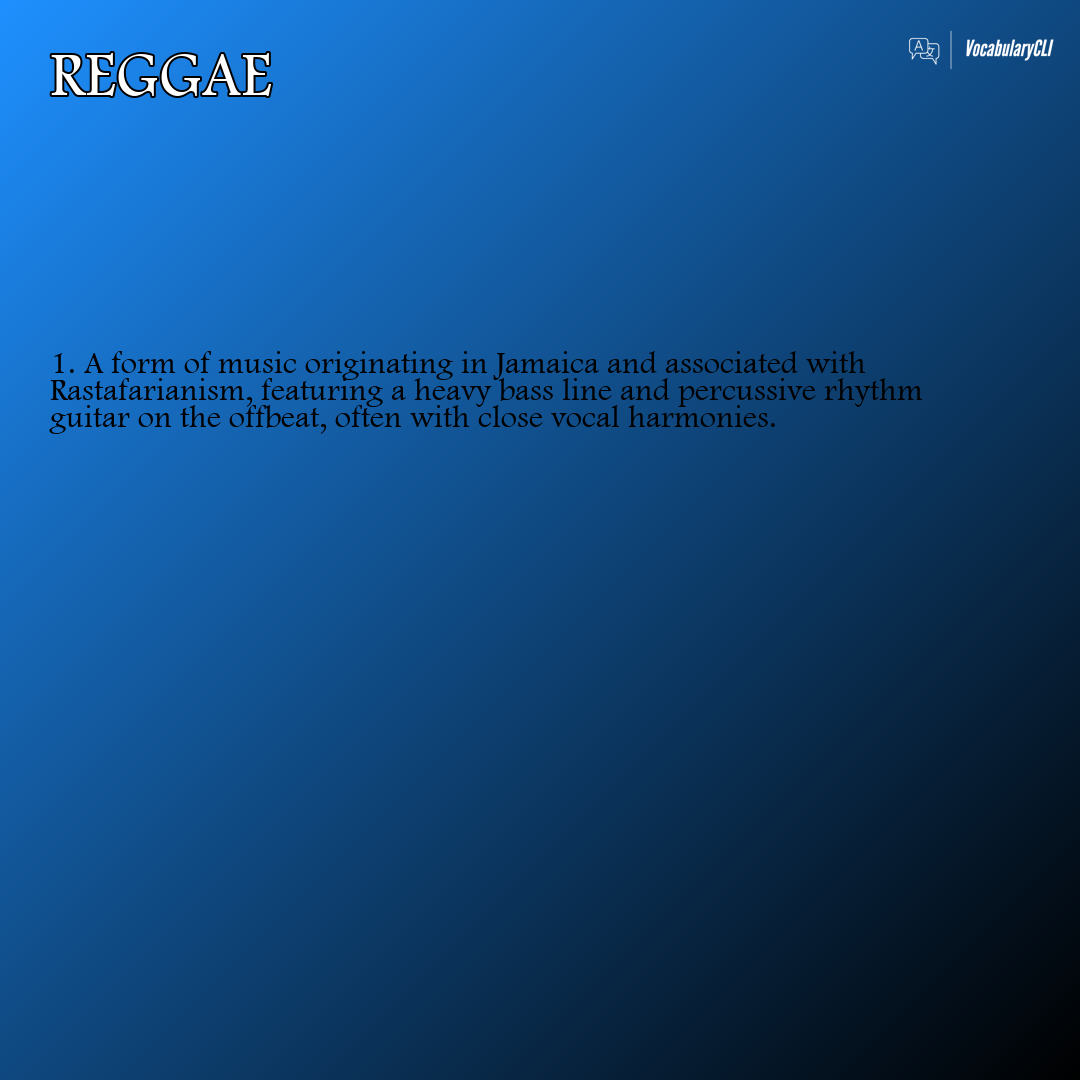 REGGAE
VocabularyCLI
1. A form of music originating in Jamaica and associated with
Rastafarianism, featuring a heavy bass line and percussive rhythm
guitar on the offbeat, often with close vocal harmonies.